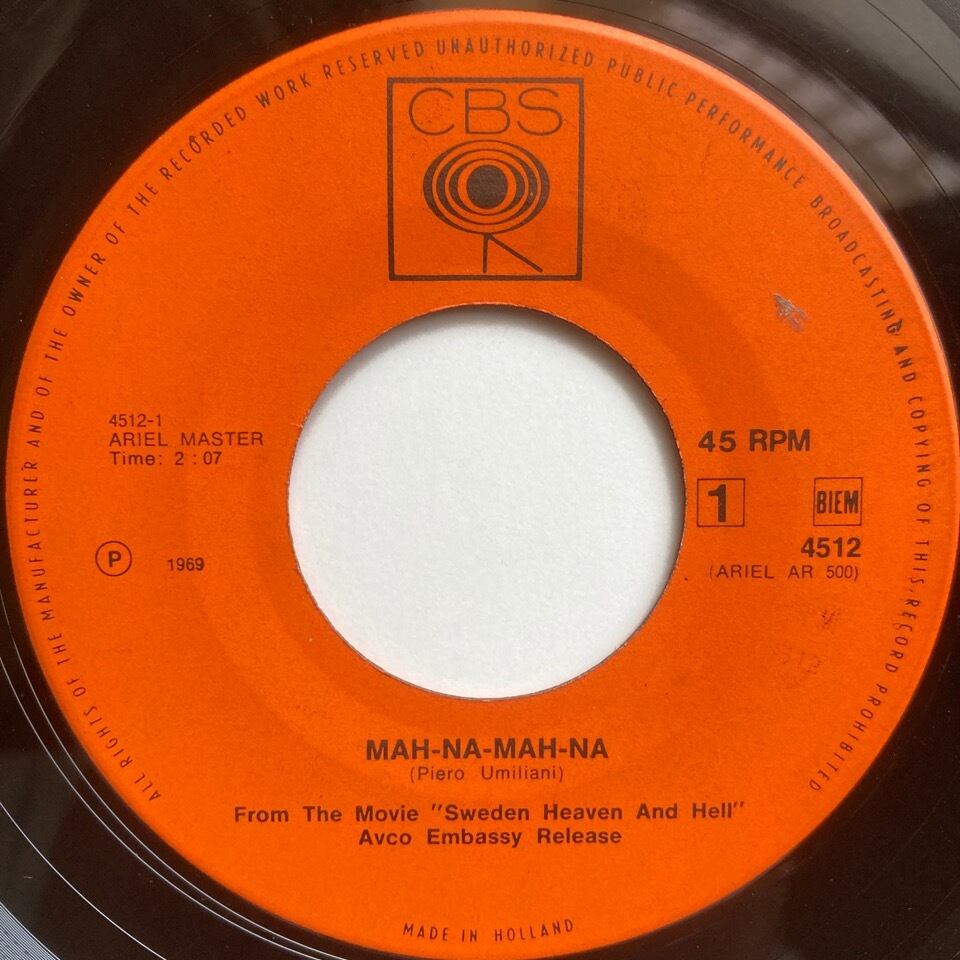 ALL RIGHTS OF THE MANUFACTURER AND OF THE OWNER OF THE RECORDED WORK RESERVED UNAUTHORIZED PUBLIC PERFORMANCE BROADCASTING AND COPYING OF THIS RECORD PROHIBITED
CBS
4512-1
ARIEL MASTER
Time: 2 : 07
P 1969
45 RPM
1 BIEM
4512
(ARIEL AR 500)
MAH-NA-MAH-NA
(Piero Umiliani)
From The Movie "Sweden Heaven And Hell"
Avco Embassy Release
MADE IN HOLLAND